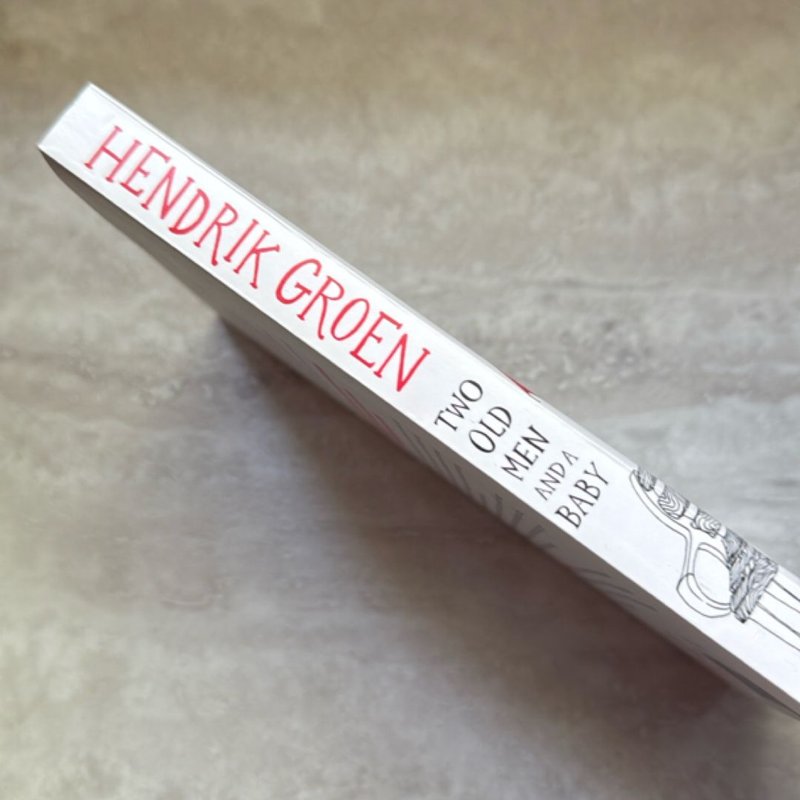 HENDRIK GROEN
TWO
OLD
MEN
AND A
BABY